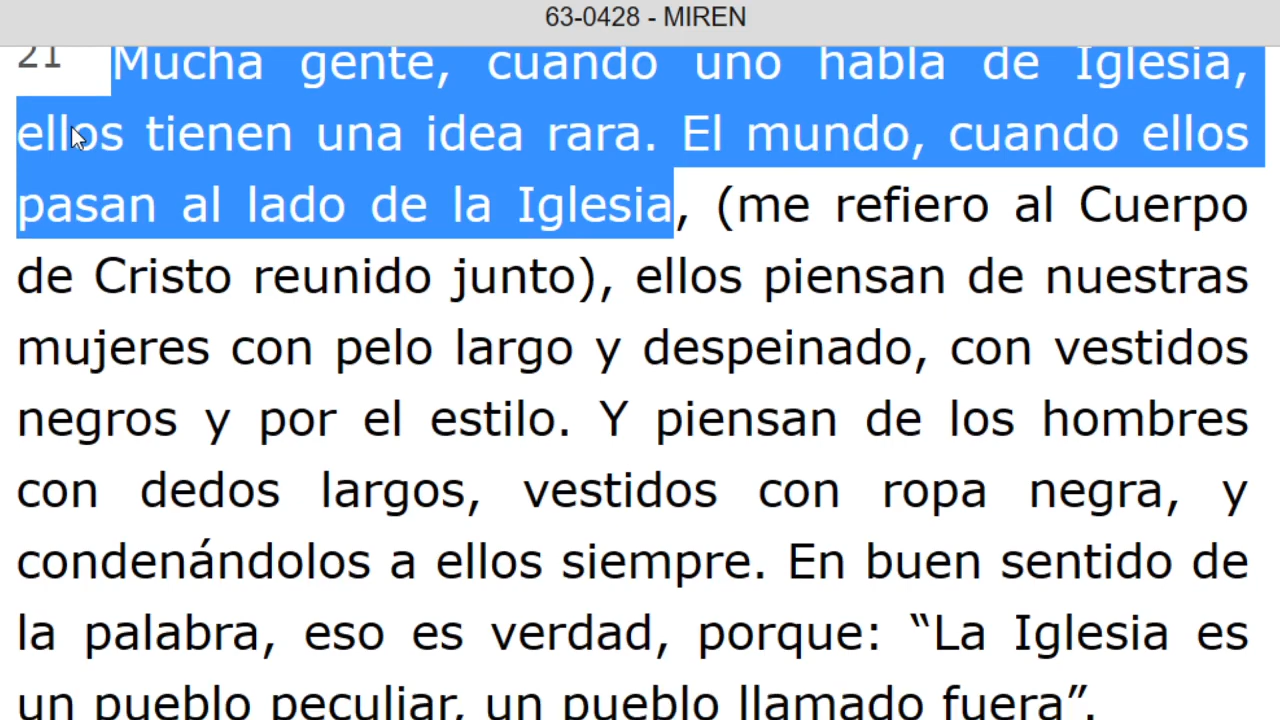 63-0428 - MIREN
21 Mucha gente, cuando uno habla de Iglesia,
ellos tienen una idea rara. El mundo, cuando ellos
pasan al lado de la Iglesia, (me refiero al Cuerpo
de Cristo reunido junto), ellos piensan de nuestras
mujeres con pelo largo y despeinado, con vestidos
negros y por el estilo. Y piensan de los hombres
con dedos largos, vestidos con ropa negra, y
condenándolos a ellos siempre. En buen sentido de
la palabra, eso es verdad, porque: “La Iglesia es
un pueblo peculiar, un pueblo llamado fuera”.